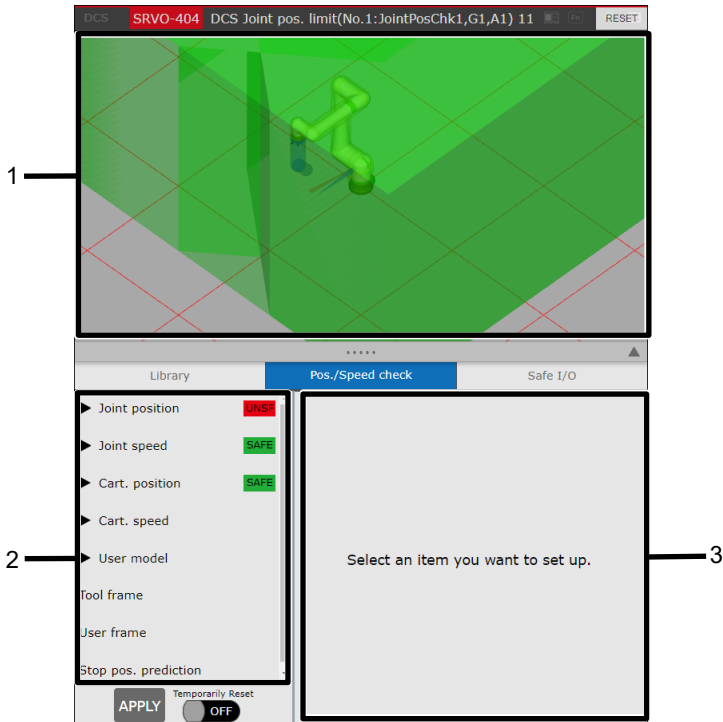 DCS SRVO-404 DCS Joint pos. limit(No.1:JointPosChk1,G1,A1) 11 Fn RESET
1
Library Pos./Speed check Safe I/O
Joint position UNSF
Joint speed SAFE
Cart. position SAFE
Cart. speed
2
User model
Select an item you want to set up.
3
Tool frame
User frame
Stop pos. prediction
APPLY
Temporarily Reset
OFF